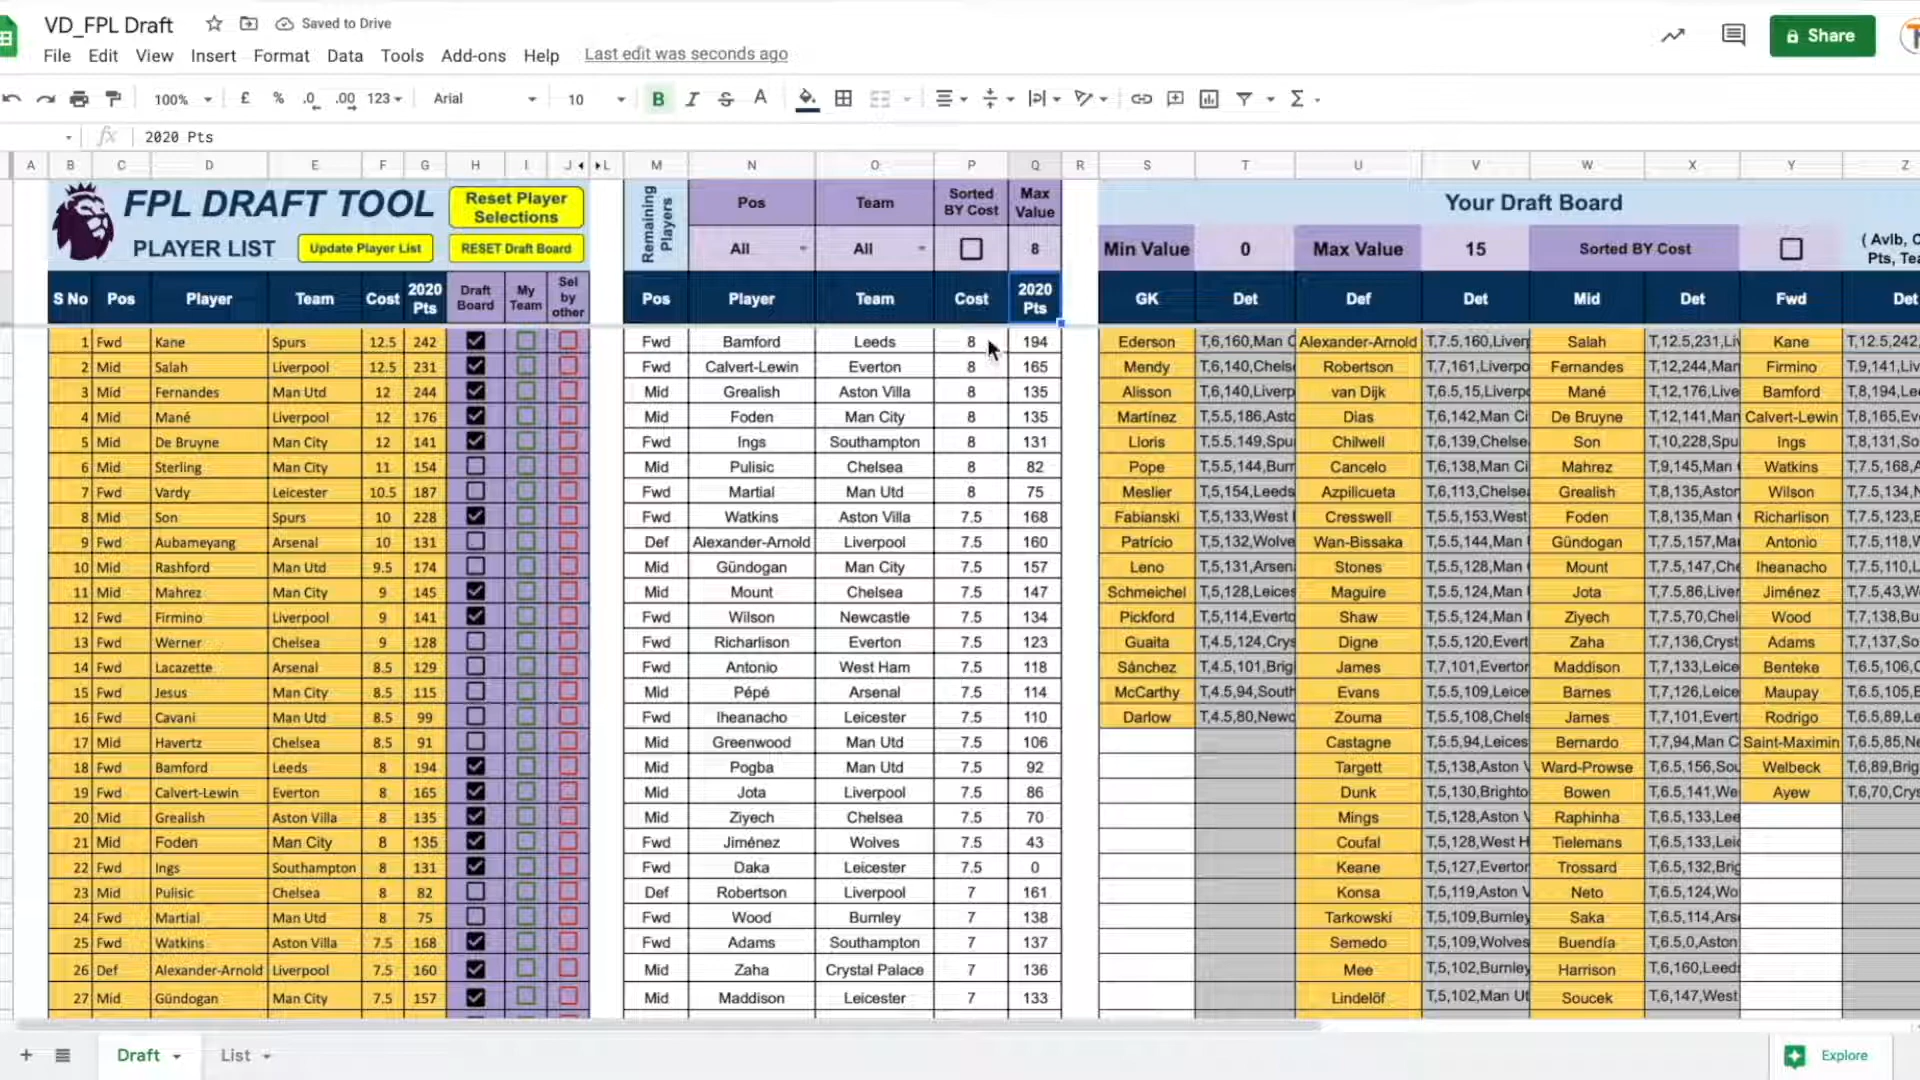 VD_FPL Draft
Saved to Drive
Share
File Edit View Insert Format Data Tools Add-ons Help Last edit was seconds ago
100% £ % .0 .00 123 Arial 10 B I S A
fx 2020 Pts
A B C D E F G H I J L M N O P Q R S T U V W X Y Z
FPL DRAFT TOOL
PLAYER LIST
Reset Player Selections
Update Player List
RESET Draft Board
Remaining Players
Pos Team Sorted BY Cost Max Value
All All 8
Your Draft Board
Min Value 0 Max Value 15 Sorted BY Cost
S No Pos Player Team Cost 2020 Pts Draft Board My Team Sel by other
Pos Player Team Cost 2020 Pts
GK Det Def Det Mid Det Fwd Det
1 Fwd Kane Spurs 12.5 242 Fwd Bamford Leeds 8 194 Ederson Alexander-Arnold Salah Kane
2 Mid Salah Liverpool 12.5 231 Fwd Calvert-Lewin Everton 8 165 Mendy Robertson Fernandes Firmino
3 Mid Fernandes Man Utd 12 244 Mid Grealish Aston Villa 8 135 Alisson van Dijk Mané Bamford
4 Mid Mané Liverpool 12 176 Mid Foden Man City 8 135 Martínez Dias De Bruyne Calvert-Lewin
5 Mid De Bruyne Man City 12 141 Fwd Ings Southampton 8 131 Lloris Chilwell Son Ings
6 Mid Sterling Man City 11 154 Mid Pulisic Chelsea 8 82 Pope Cancelo Mahrez Watkins
7 Fwd Vardy Leicester 10.5 187 Fwd Martial Man Utd 8 75 Meslier Azpilicueta Grealish Wilson
8 Mid Son Spurs 10 228 Fwd Watkins Aston Villa 7.5 168 Fabianski Cresswell Foden Richarlison
9 Fwd Aubameyang Arsenal 10 131 Def Alexander-Arnold Liverpool 7.5 160 Patrício Wan-Bissaka Gündogan Antonio
10 Mid Rashford Man Utd 9.5 174 Mid Gündogan Man City 7.5 157 Leno Stones Mount Iheanacho
11 Mid Mahrez Man City 9 145 Mid Mount Chelsea 7.5 147 Schmeichel Maguire Jota Jiménez
12 Fwd Firmino Liverpool 9 141 Fwd Wilson Newcastle 7.5 134 Pickford Shaw Ziyech Wood
13 Fwd Werner Chelsea 9 128 Fwd Richarlison Everton 7.5 123 Guaita Digne Zaha Adams
14 Fwd Lacazette Arsenal 8.5 129 Fwd Antonio West Ham 7.5 118 Sánchez James Maddison Benteke
15 Fwd Jesus Man City 8.5 115 Mid Pépé Arsenal 7.5 114 McCarthy Evans Barnes Maupay
16 Fwd Cavani Man Utd 8.5 99 Fwd Iheanacho Leicester 7.5 110 Darlow Zouma James Rodrigo
17 Mid Havertz Chelsea 8.5 91 Mid Greenwood Man Utd 7.5 106 Castagne Bernardo Saint-Maximin
18 Fwd Bamford Leeds 8 194 Mid Pogba Man Utd 7.5 92 Targett Ward-Prowse Welbeck
19 Fwd Calvert-Lewin Everton 8 165 Mid Jota Liverpool 7.5 86 Dunk Bowen Ayew
20 Mid Grealish Aston Villa 8 135 Mid Ziyech Chelsea 7.5 70 Mings Raphinha
21 Mid Foden Man City 8 135 Fwd Jiménez Wolves 7.5 43 Coufal Tielemans
22 Fwd Ings Southampton 8 131 Fwd Daka Leicester 7.5 0 Keane Trossard
23 Mid Pulisic Chelsea 8 82 Def Robertson Liverpool 7 161 Konsa Neto
24 Fwd Martial Man Utd 8 75 Fwd Wood Burnley 7 138 Tarkowski Saka
25 Fwd Watkins Aston Villa 7.5 168 Fwd Adams Southampton 7 137 Semedo Buendía
26 Def Alexander-Arnold Liverpool 7.5 160 Mid Zaha Crystal Palace 7 136 Mee Harrison
27 Mid Gündogan Man City 7.5 157 Mid Maddison Leicester 7 133 Lindelöf Soucek
Draft List Explore